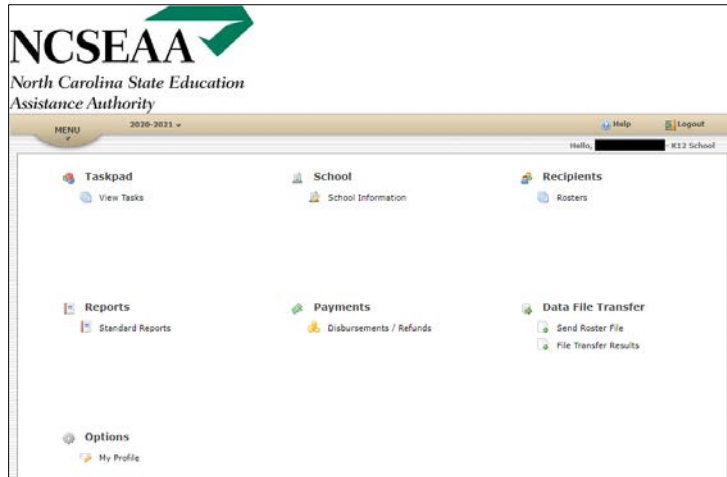 NCSEAA
North Carolina State Education
Assistance Authority
MENU
2020-2021
Help
Logout
Hello, - K12 School
Taskpad
View Tasks
School
School Information
Recipients
Rosters
Reports
Standard Reports
Payments
Disbursements / Refunds
Data File Transfer
Send Roster File
File Transfer Results
Options
My Profile